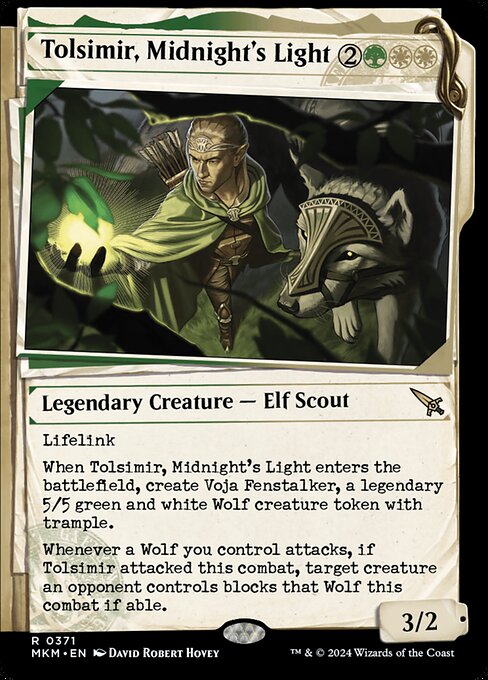 Tolsimir, Midnight's Light 2
Legendary Creature — Elf Scout
Lifelink
When Tolsimir, Midnight's Light enters the
battlefield, create Voja Fenstalker, a legendary
5/5 green and white Wolf creature token with
trample.
Whenever a Wolf you control attacks, if
Tolsimir attacked this combat, target creature
an opponent controls blocks that Wolf this
combat if able.
3/2
R 0371
MKM • EN David Robert Hovey
™ & © 2024 Wizards of the Coast